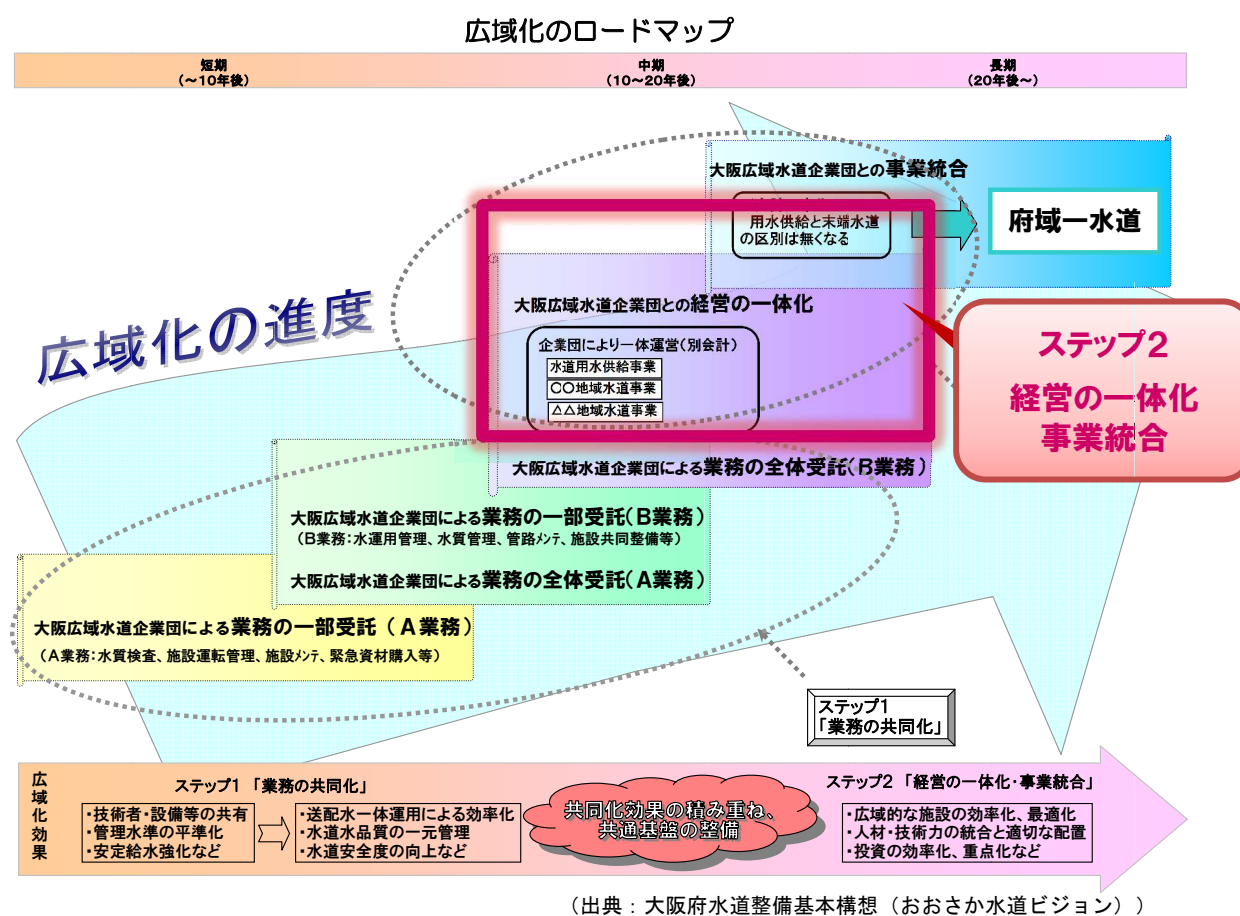 広域化のロードマップ
短期
（～10年後）
中期
（10～20年後）
長期
（20年後～）
大阪広域水道企業団との事業統合
用水供給と末端水道
の区別は無くなる
府域一水道
広域化の進度
大阪広域水道企業団との経営の一体化
企業団により一体運営（別会計）
水道用水供給事業
〇〇地域水道事業
△△地域水道事業
ステップ2
経営の一体化
事業統合
大阪広域水道企業団による業務の全体受託（B業務）
大阪広域水道企業団による業務の一部受託（B業務）
（B業務：水運用管理、水質管理、管路ﾒﾝﾃ、施設共同整備等）
大阪広域水道企業団による業務の全体受託（A業務）
大阪広域水道企業団による業務の一部受託（A業務）
（A業務：水質検査、施設運転管理、施設ﾒﾝﾃ、緊急資材購入等）
ステップ1
「業務の共同化」
広域化効果
ステップ1 「業務の共同化」
・技術者・設備等の共有
・管理水準の平準化
・安定給水強化など
・送配水一体運用による効率化
・水道水品質の一元管理
・水道安全度の向上など
共同化効果の積み重ね、
共通基盤の整備
ステップ2 「経営の一体化・事業統合」
・広域的な施設の効率化、最適化
・人材・技術力の統合と適切な配置
・投資の効率化、重点化など
（出典：大阪府水道整備基本構想（おおさか水道ビジョン））